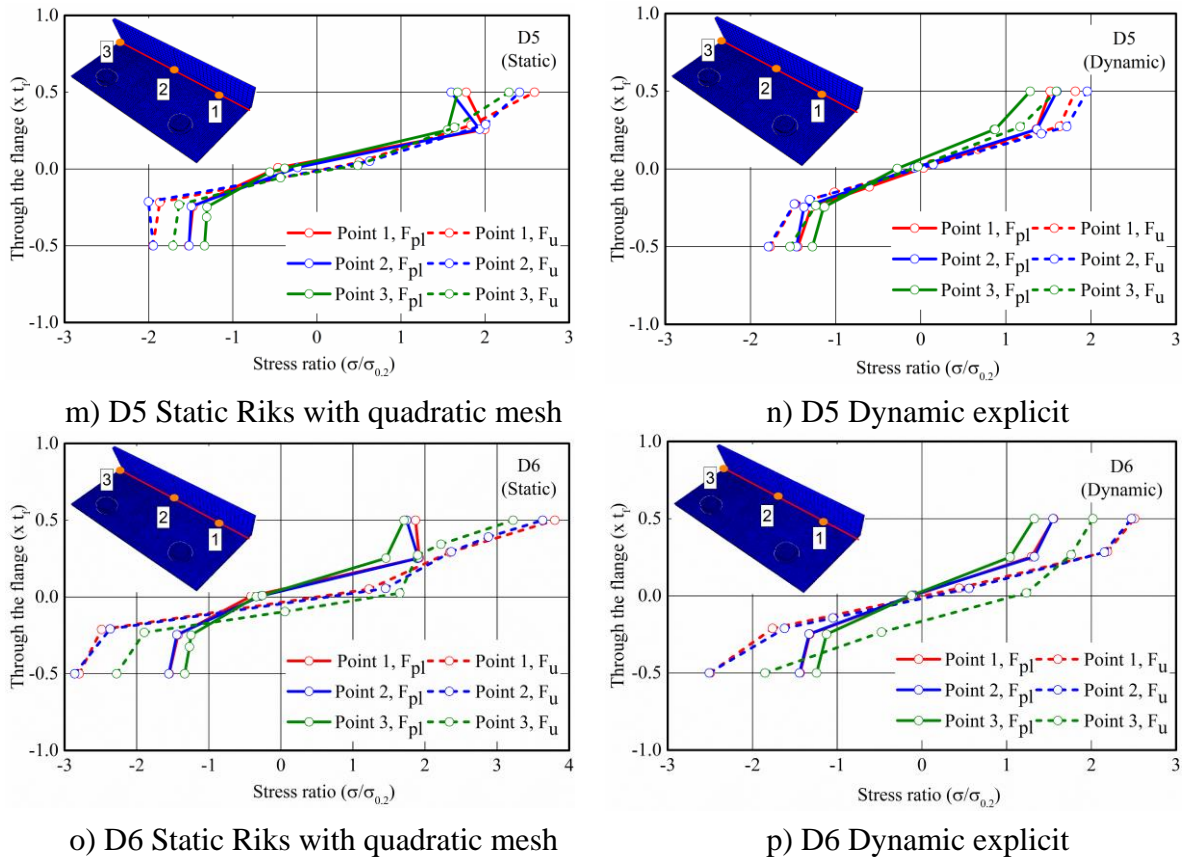 1.0
D5
(Static)
3
2
1
0.5
0.0
-0.5
-1.0
Through the flange (x t_f)
Point 1, F_pl
Point 1, F_u
Point 2, F_pl
Point 2, F_u
Point 3, F_pl
Point 3, F_u
-3 -2 -1 0 1 2 3
Stress ratio (σ/σ_0.2)
m) D5 Static Riks with quadratic mesh
1.0
D5
(Dynamic)
3
2
1
0.5
0.0
-0.5
-1.0
Through the flange (x t_f)
Point 1, F_pl
Point 1, F_u
Point 2, F_pl
Point 2, F_u
Point 3, F_pl
Point 3, F_u
-3 -2 -1 0 1 2 3
Stress ratio (σ/σ_0.2)
n) D5 Dynamic explicit
1.0
D6
(Static)
3
2
1
0.5
0.0
-0.5
-1.0
Through the flange (x t_f)
Point 1, F_pl
Point 1, F_u
Point 2, F_pl
Point 2, F_u
Point 3, F_pl
Point 3, F_u
-3 -2 -1 0 1 2 3 4
Stress ratio (σ/σ_0.2)
o) D6 Static Riks with quadratic mesh
1.0
D6
(Dynamic)
3
2
1
0.5
0.0
-0.5
-1.0
Through the flange (x t_f)
Point 1, F_pl
Point 1, F_u
Point 2, F_pl
Point 2, F_u
Point 3, F_pl
Point 3, F_u
-3 -2 -1 0 1 2 3
Stress ratio (σ/σ_0.2)
p) D6 Dynamic explicit